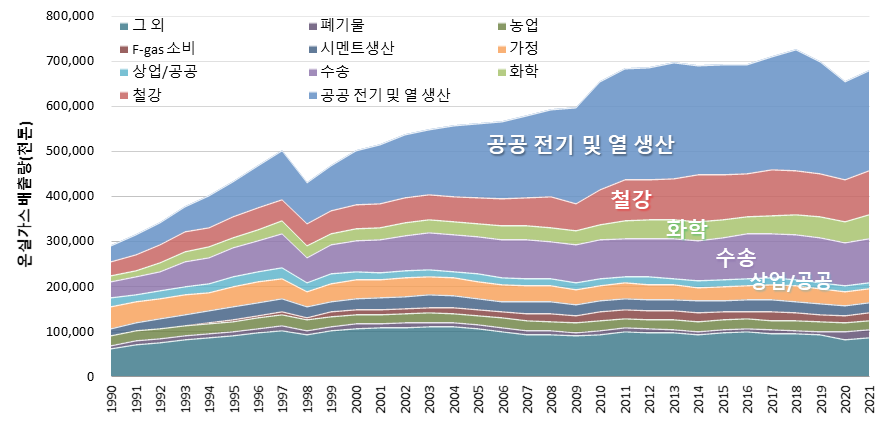 800,000
700,000
600,000
500,000
400,000
300,000
200,000
100,000
0
온실가스 배출량(천톤)
그 외 폐기물 농업
F-gas 소비 시멘트생산 가정
상업/공공 수송 화학
철강 공공 전기 및 열 생산
공공 전기 및 열 생산
철강
화학
수송
상업/공공
1990 1991 1992 1993 1994 1995 1996 1997 1998 1999 2000 2001 2002 2003 2004 2005 2006 2007 2008 2009 2010 2011 2012 2013 2014 2015 2016 2017 2018 2019 2020 2021